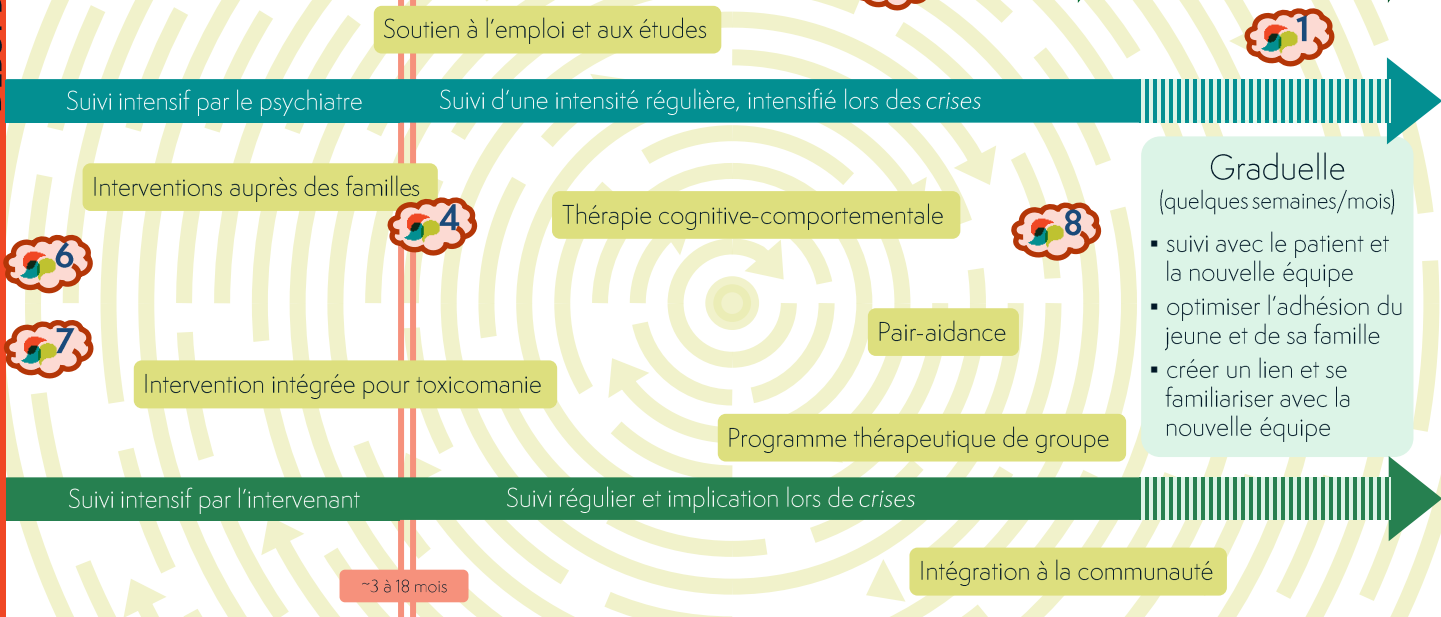 Soutien à l'emploi et aux études
1
Suivi intensif par le psychiatre
Suivi d'une intensité régulière, intensifié lors des crises
Interventions auprès des familles
4
Thérapie cognitive-comportementale
8
6
7
Intervention intégrée pour toxicomanie
Pair-aidance
Programme thérapeutique de groupe
Graduelle
(quelques semaines/mois)
▪ suivi avec le patient et
la nouvelle équipe
▪ optimiser l'adhésion du
jeune et de sa famille
▪ créer un lien et se
familiariser avec la
nouvelle équipe
Suivi intensif par l'intervenant
Suivi régulier et implication lors de crises
Intégration à la communauté
~3 à 18 mois